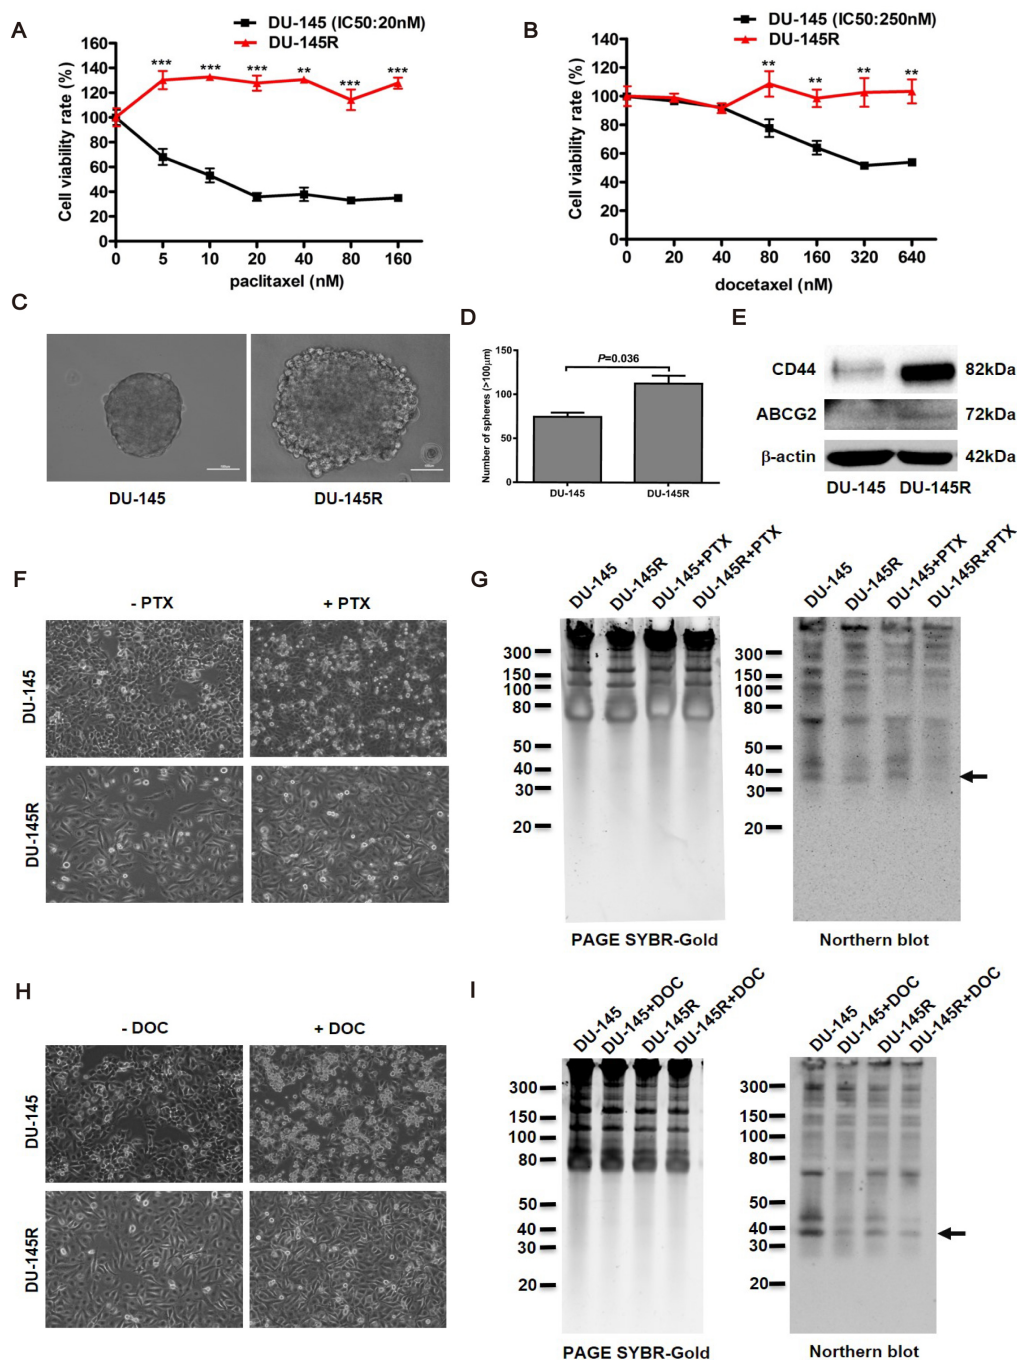 A
DU-145 (IC50:20nM)
DU-145R
Cell viability rate (%)
160
140
120
100
80
60
40
20
0
*** *** *** ** *** ***
0 5 10 20 40 80 160
paclitaxel (nM)
B
DU-145 (IC50:250nM)
DU-145R
Cell viability rate (%)
140
120
100
80
60
40
20
0
** ** ** **
0 20 40 80 160 320 640
docetaxel (nM)
C
DU-145 DU-145R
D
Number of spheres (>100μm)
150
100
50
0
P=0.036
DU-145 DU-145R
E
CD44 82kDa
ABCG2 72kDa
β-actin 42kDa
DU-145 DU-145R
F
- PTX + PTX
DU-145
DU-145R
G
DU-145 DU-145R DU-145+PTX DU-145R+PTX
300
150
100
80
50
40
30
20
PAGE SYBR-Gold
DU-145 DU-145R DU-145+PTX DU-145R+PTX
300
150
100
80
50
40
30
20
Northern blot
H
- DOC + DOC
DU-145
DU-145R
I
DU-145 DU-145+DOC DU-145R DU-145R+DOC
300
150
100
80
50
40
30
20
PAGE SYBR-Gold
DU-145 DU-145+DOC DU-145R DU-145R+DOC
300
150
100
80
50
40
30
20
Northern blot